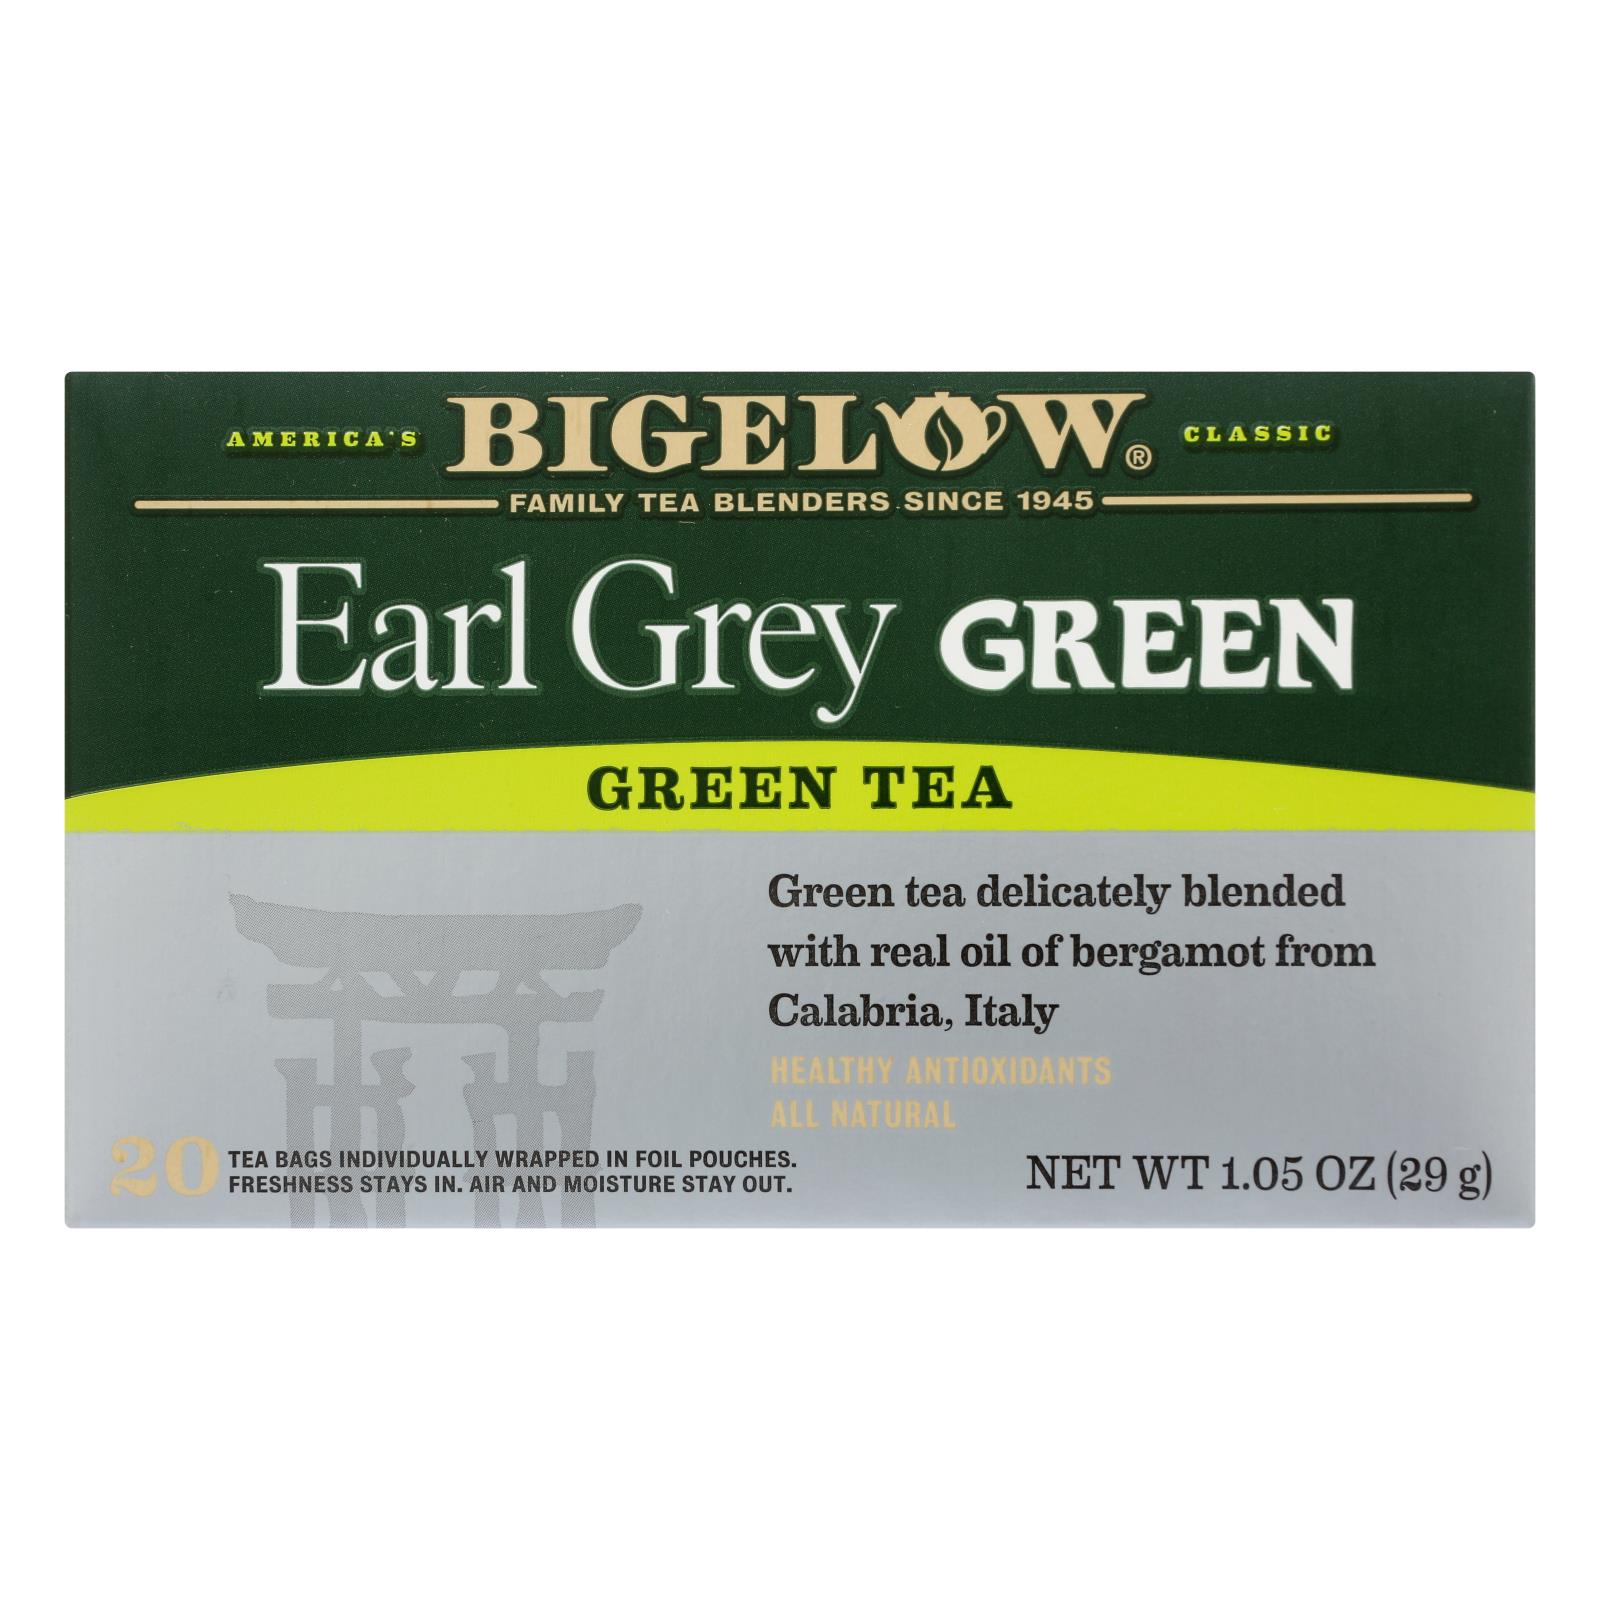 AMERICA'S BIGELOW® CLASSIC
FAMILY TEA BLENDERS SINCE 1945
Earl Grey GREEN
GREEN TEA
Green tea delicately blended
with real oil of bergamot from
Calabria, Italy
HEALTHY ANTIOXIDANTS
ALL NATURAL
20 TEA BAGS INDIVIDUALLY WRAPPED IN FOIL POUCHES.
FRESHNESS STAYS IN. AIR AND MOISTURE STAY OUT.
NET WT 1.05 OZ (29 g)